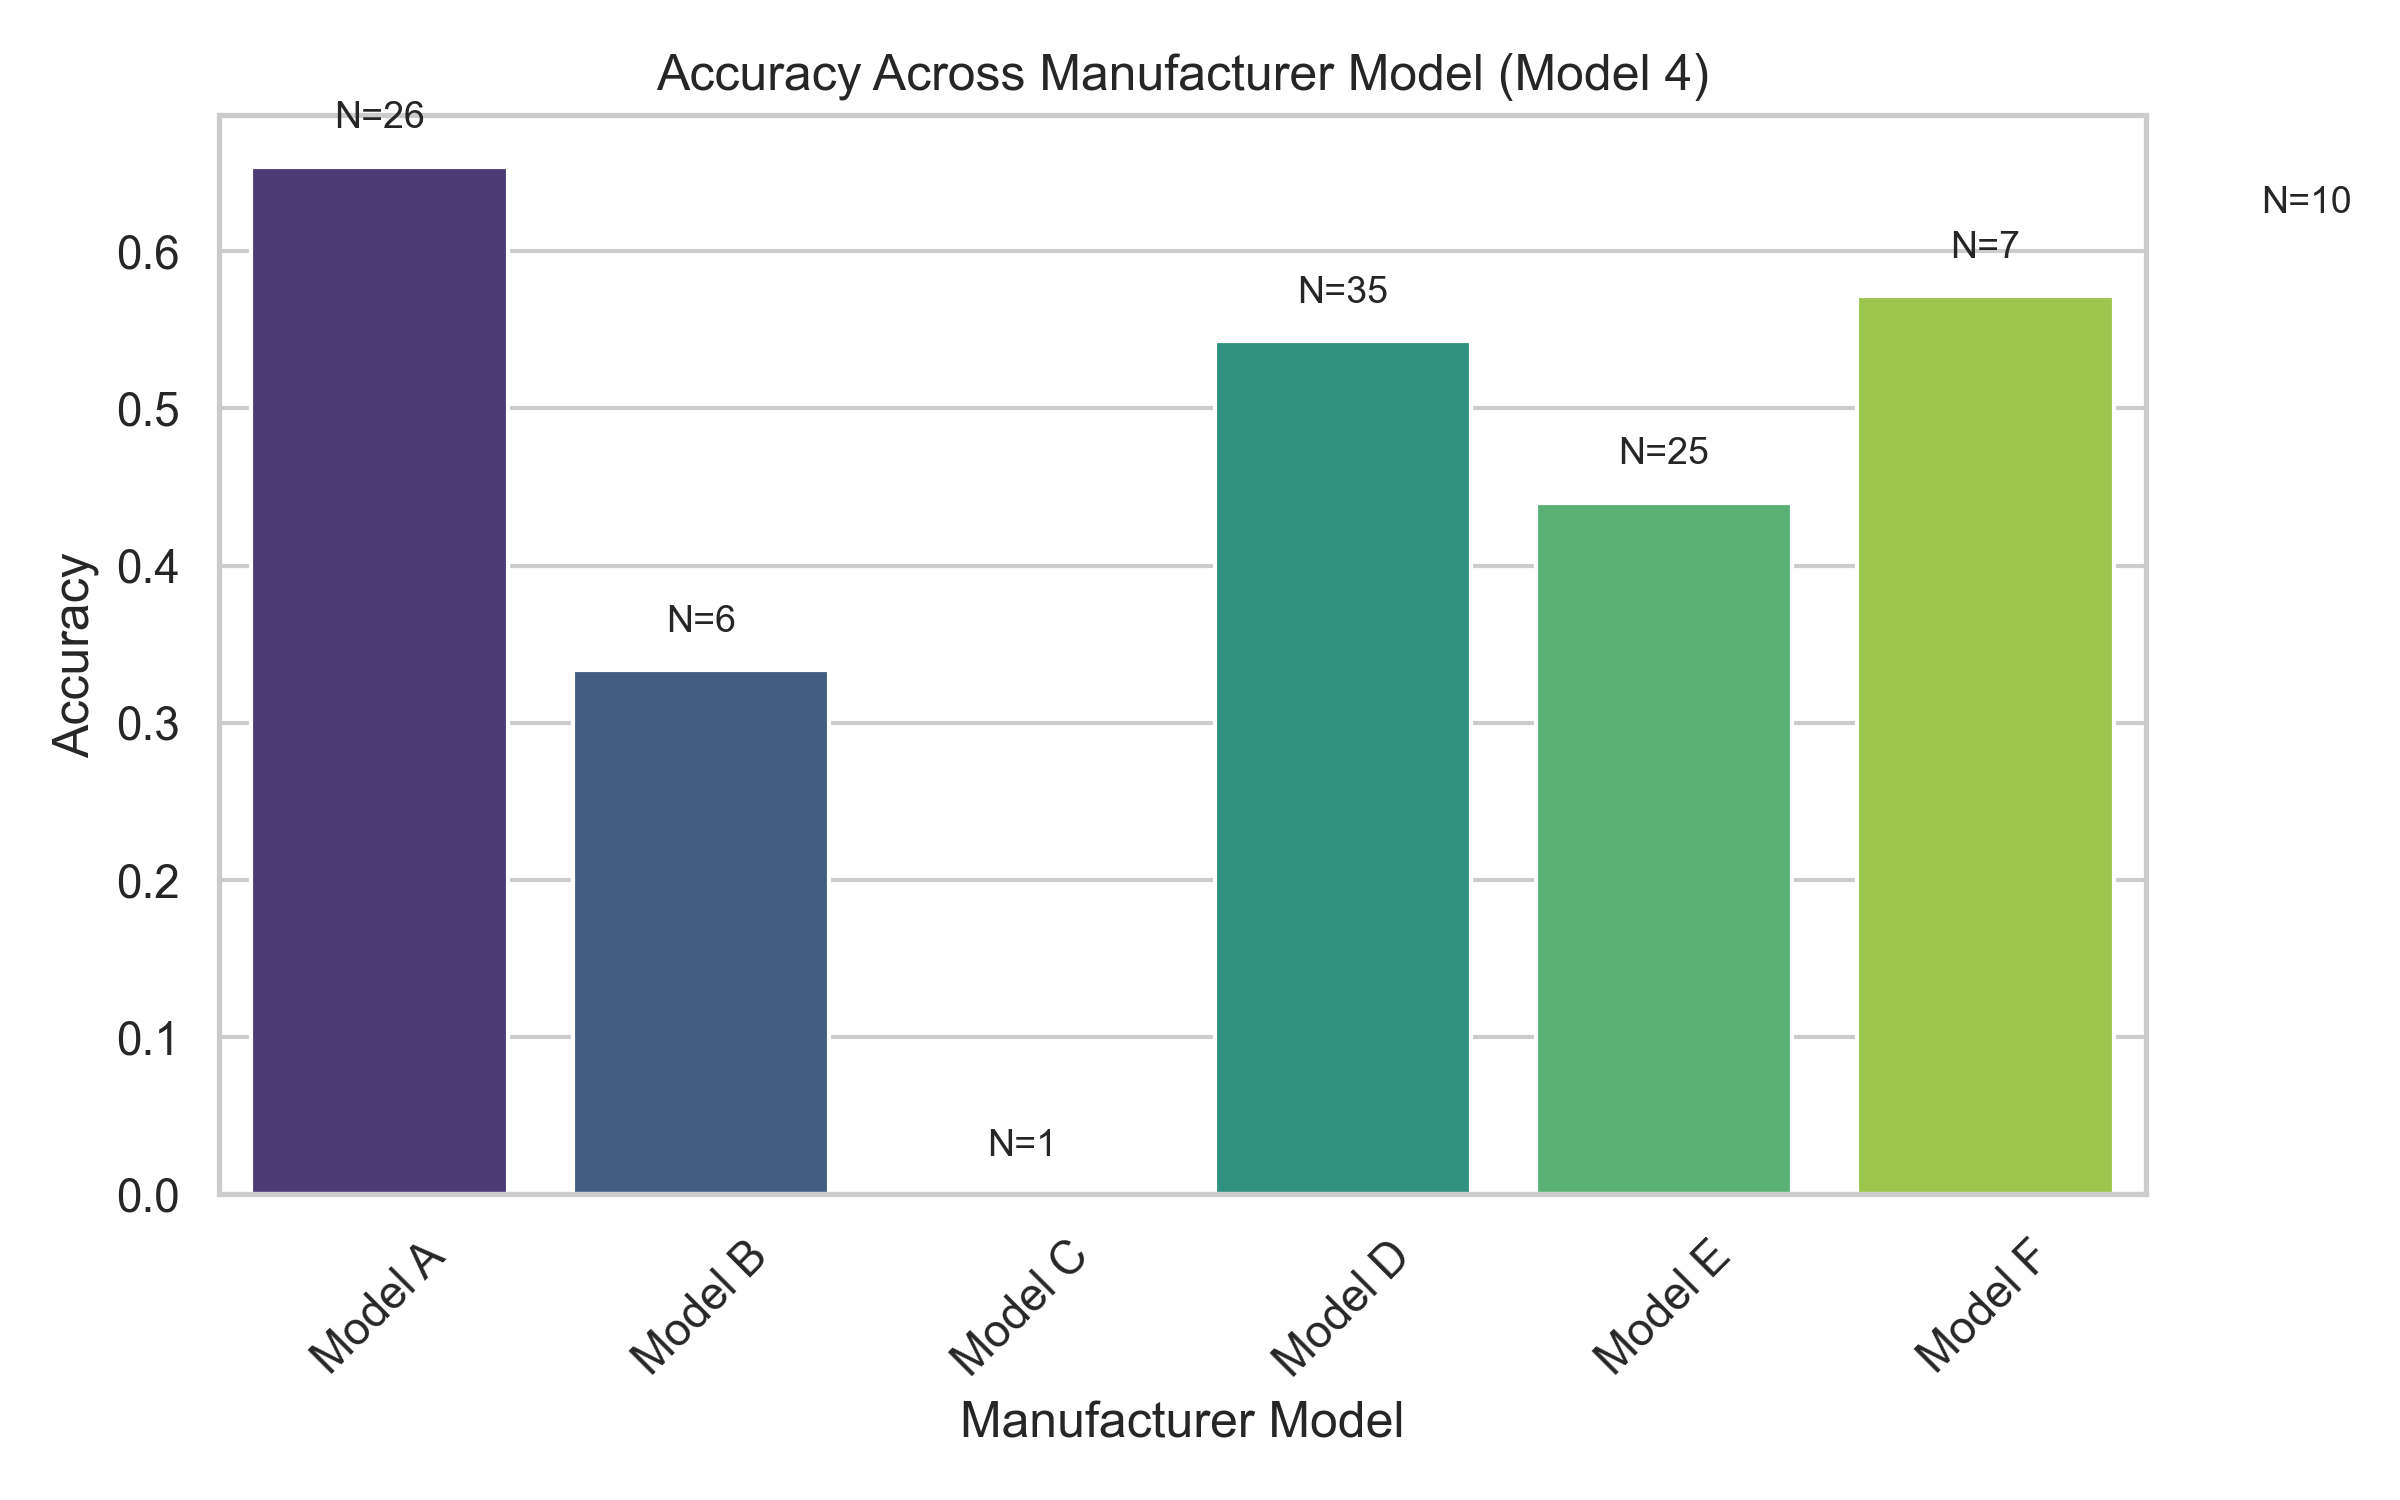 Accuracy Across Manufacturer Model (Model 4)
N=26
N=10
N=7
N=35
N=25
N=6
N=1
Accuracy
0.6
0.5
0.4
0.3
0.2
0.1
0.0
Model A
Model B
Model C
Model D
Model E
Model F
Manufacturer Model